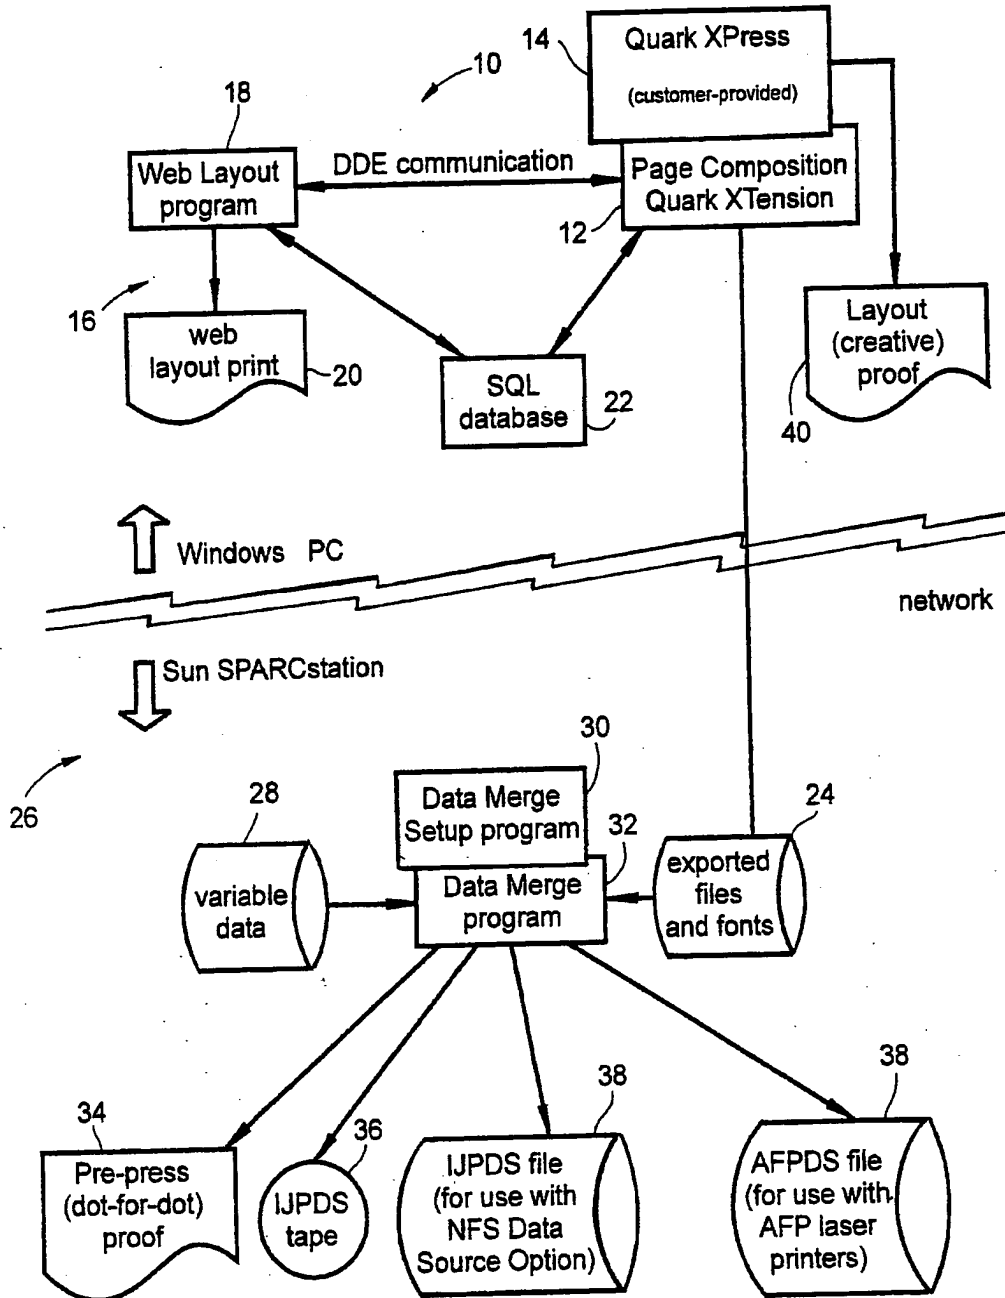 14
Quark XPress
(customer-provided)
10
18
Web Layout
program
DDE communication
Page Composition
Quark XTension
12
16
web
layout print
20
SQL
database
22
Layout
(creative)
proof
40
Windows PC
network
Sun SPARCstation
26
30
Data Merge
Setup program
28
variable
data
32
Data Merge
program
24
exported
files
and fonts
34
Pre-press
(dot-for-dot)
proof
36
IJPDS
tape
38
IJPDS file
(for use with
NFS Data
Source Option)
38
AFPDS file
(for use with
AFP laser
printers)